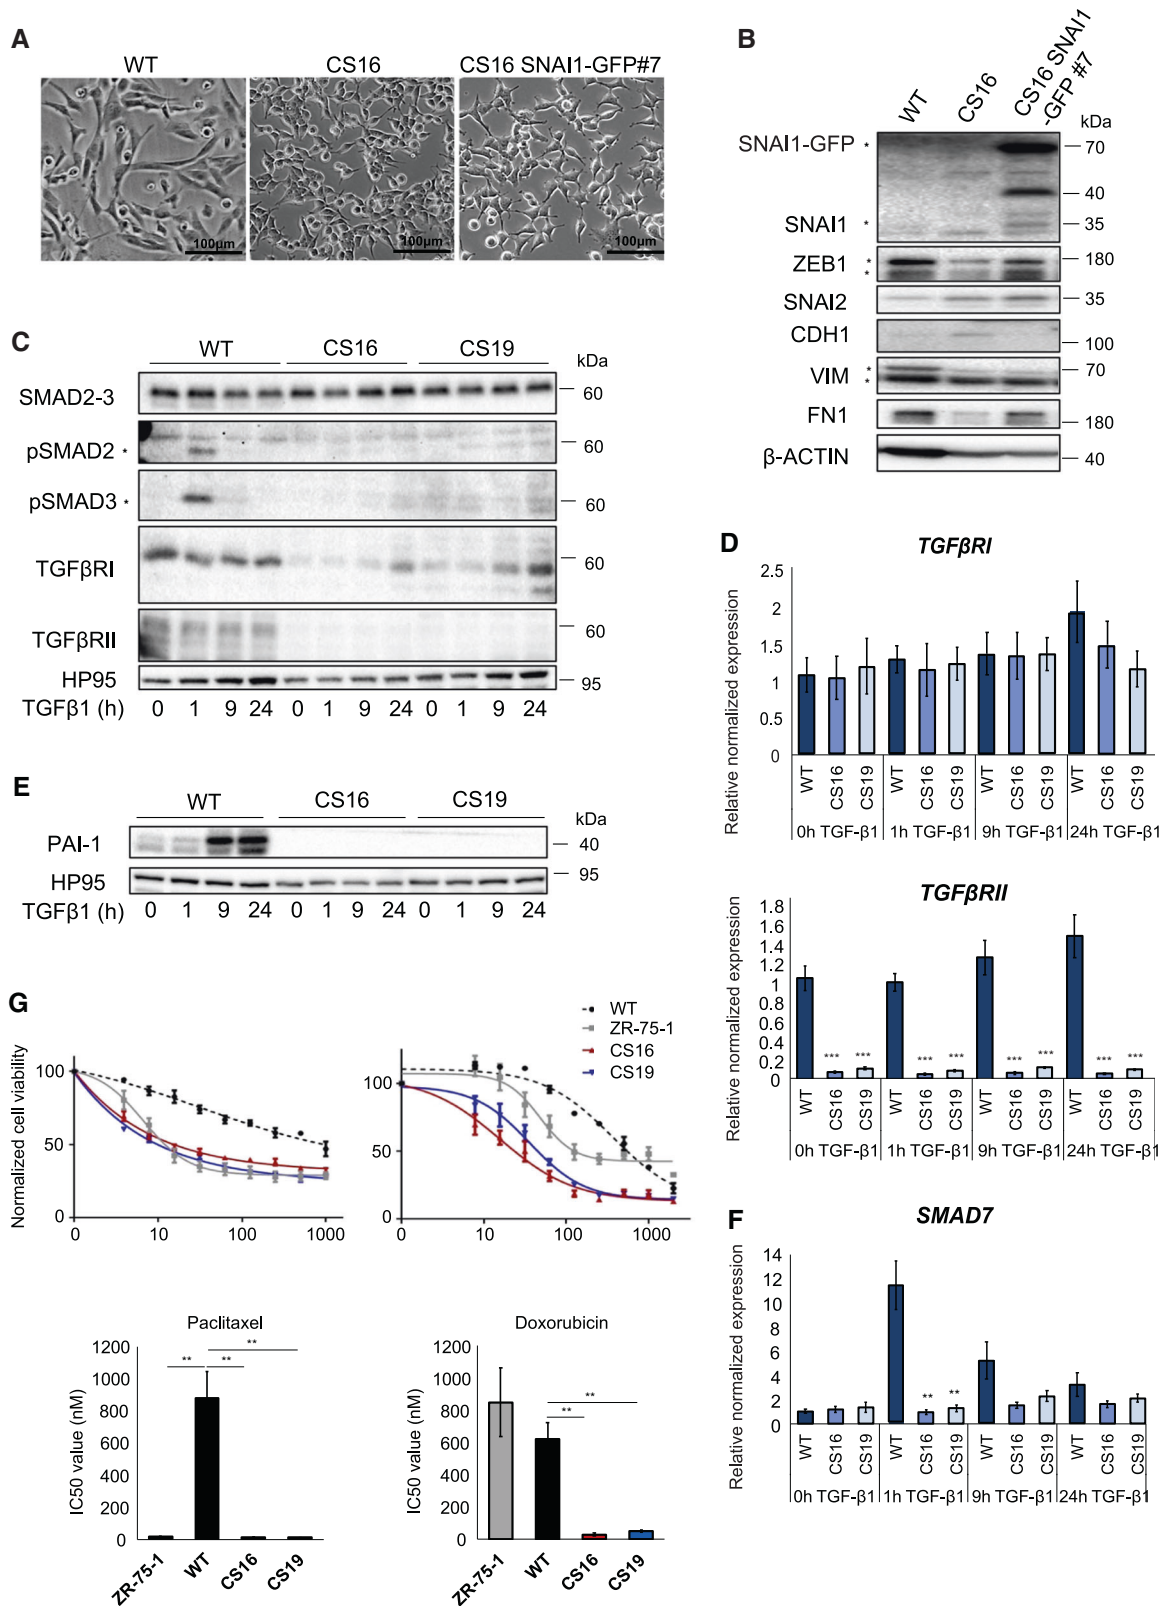 A
WT
CS16
CS16 SNAI1-GFP#7
100µm
100µm
100µm
B
WT
CS16
CS16 SNAI1
-GFP #7
kDa
SNAI1-GFP *
70
40
SNAI1 *
35
ZEB1 *
*
180
SNAI2
35
CDH1
100
VIM *
*
70
FN1
180
β-ACTIN
40
C
WT
CS16
CS19
kDa
SMAD2-3
60
pSMAD2 *
60
pSMAD3 *
60
TGFβRI
60
TGFβRII
60
HP95
95
TGFβ1 (h) 0 1 9 24 0 1 9 24 0 1 9 24
D
TGFβRI
Relative normalized expression
2.5
2
1.5
1
0.5
0
WT CS16 CS19 WT CS16 CS19 WT CS16 CS19 WT CS16 CS19
0h TGF-β1 1h TGF-β1 9h TGF-β1 24h TGF-β1
TGFβRII
Relative normalized expression
1.8
1.6
1.4
1.2
1
0.8
0.6
0.4
0.2
0
*** *** *** *** *** *** *** ***
WT CS16 CS19 WT CS16 CS19 WT CS16 CS19 WT CS16 CS19
0h TGF-β1 1h TGF-β1 9h TGF-β1 24h TGF-β1
E
WT
CS16
CS19
kDa
PAI-1
40
HP95
95
TGFβ1 (h) 0 1 9 24 0 1 9 24 0 1 9 24
F
SMAD7
Relative normalized expression
14
12
10
8
6
4
2
0
** **
WT CS16 CS19 WT CS16 CS19 WT CS16 CS19 WT CS16 CS19
0h TGF-β1 1h TGF-β1 9h TGF-β1 24h TGF-β1
G
WT
ZR-75-1
CS16
CS19
Normalized cell viability
100
50
0
0 10 100 1000
100
50
0
0 10 100 1000
Paclitaxel
IC50 value (nM)
1200
1000
800
600
400
200
0
** ** **
ZR-75-1 WT CS16 CS19
Doxorubicin
IC50 value (nM)
1200
1000
800
600
400
200
0
** **
ZR-75-1 WT CS16 CS19